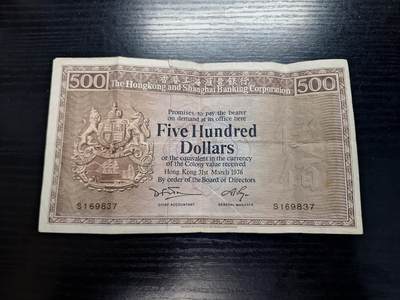 香港上海滙豐銀行
500 The Hongkong and Shanghai Banking Corporation 500
Promises to pay the bearer
on demand at its office here
Five Hundred
Dollars
or the equivalent in the currency
of the Colony value received
Hong Kong 31st March 1976
By order of the Board of Directors
CHIEF ACCOUNTANT GENERAL MANAGER
S169837 S169837